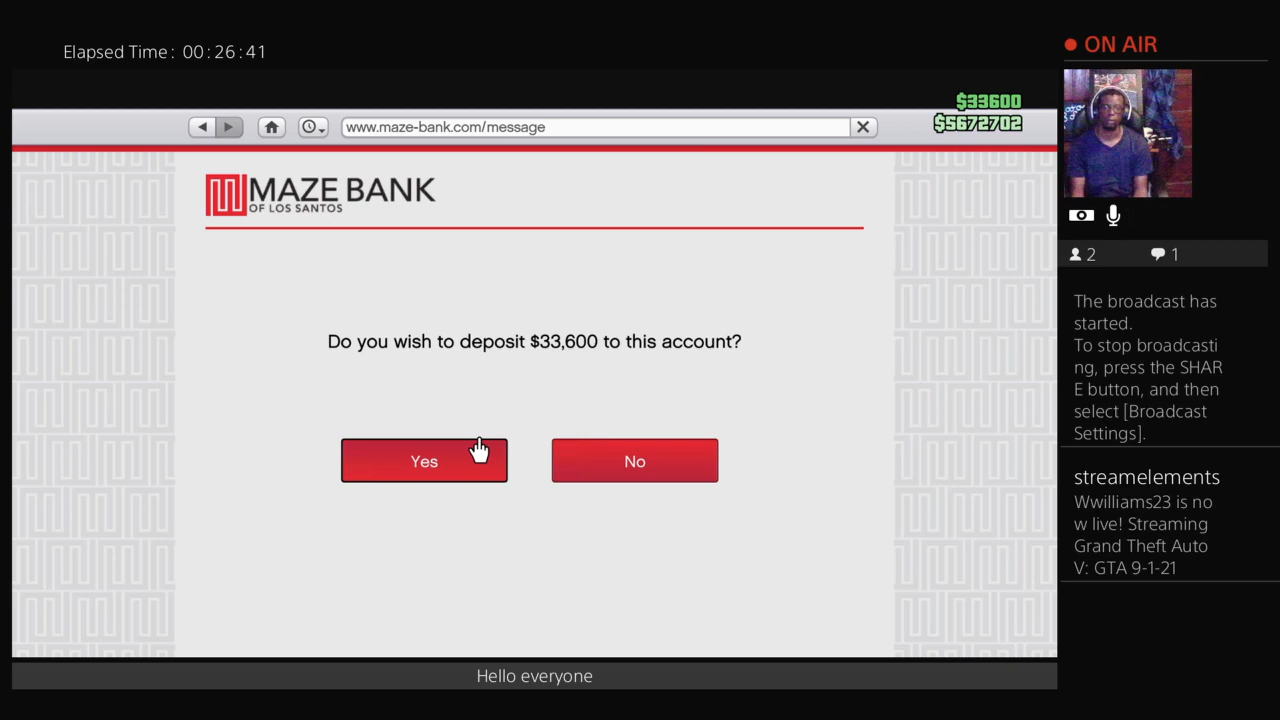 Elapsed Time: 00:26:41
ON AIR
$33600
$5672702
www.maze-bank.com/message
MAZE BANK
OF LOS SANTOS
Do you wish to deposit $33,600 to this account?
Yes
No
Hello everyone
2
1
The broadcast has
started.
To stop broadcasti
ng, press the SHAR
E button, and then
select [Broadcast
Settings].
streamelements
Wwilliams23 is no
w live! Streaming
Grand Theft Auto
V: GTA 9-1-21